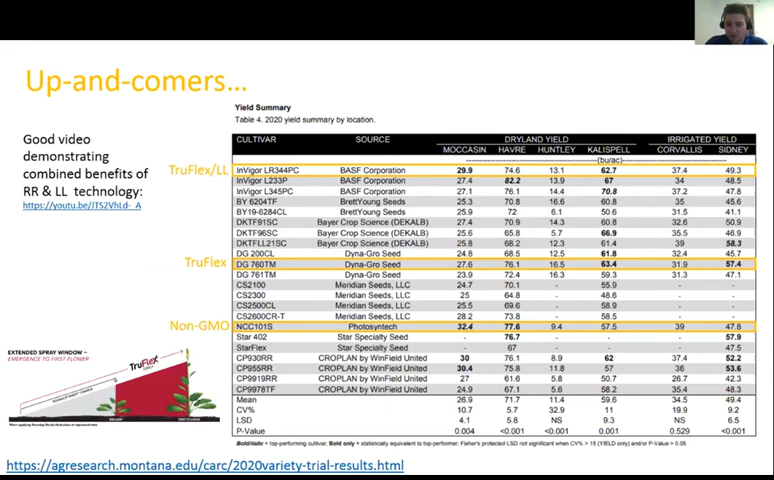 Up-and-comers…
Good video
demonstrating
combined benefits of
RR & LL technology:
https://youtu.be/JTS2VhLd-_A
Yield Summary
Table 4. 2020 yield summary by location.
CULTIVAR SOURCE DRYLAND YIELD IRRIGATED YIELD
MOCCASIN HAVRE HUNTLEY KALISPELL CORVALLIS SIDNEY
(bu/ac)
TruFlex/LL InVigor LR344PC BASF Corporation 29.9 74.6 13.1 62.7 37.4 49.3
InVigor L233P BASF Corporation 27.4 82.2 13.9 67 34 48.5
InVigor L345PC BASF Corporation 27.1 76.1 14.4 70.8 37.2 47.8
BY 6204TF BrettYoung Seeds 25.3 70.8 16.6 60.8 35 45.6
BY19-6284CL BrettYoung Seeds 25.9 72 6.1 50.6 31.5 41.1
DKTF91SC Bayer Crop Science (DEKALB) 27.4 70.9 14.3 60.8 32.6 50.9
DKTF96SC Bayer Crop Science (DEKALB) 25.6 65.8 5.7 66.9 35.5 46.9
DKTFLL21SC Bayer Crop Science (DEKALB) 25.8 68.2 12.3 61.4 39 58.3
DG 200CL Dyna-Gro Seed 24.8 68.5 12.5 61.8 32.4 45.7
TruFlex DG 760TM Dyna-Gro Seed 27.6 76.1 16.5 63.4 31.9 57.4
DG 761TM Dyna-Gro Seed 23.9 72.4 16.3 59.3 31.3 47.1
CS2100 Meridian Seeds, LLC 24.7 70.1 - 55.9 - -
CS2300 Meridian Seeds, LLC 25 64.8 - 48.6 - -
CS2500CL Meridian Seeds, LLC 25.5 69.6 - 58.9 - -
CS2600CR-T Meridian Seeds, LLC 28.2 73.8 - 58.5 - -
Non-GMO NCC101S Photosyntech 32.4 77.6 9.4 57.5 39 47.8
Star 402 Star Specialty Seed - 76.7 - - - 57.9
StarFlex Star Specialty Seed - 67 - - - 47.5
CP930RR CROPLAN by WinField United 30 76.1 8.9 62 37.4 52.2
CP955RR CROPLAN by WinField United 30.4 75.8 11.8 57 36 53.6
CP9919RR CROPLAN by WinField United 27 61.6 5.8 50.7 26.7 42.3
CP9978TF CROPLAN by WinField United 24.9 67.1 5.6 58.2 35.4 48.3
Mean 26.9 71.7 11.4 59.6 34.5 49.4
CV% 10.7 5.7 32.9 11 19.9 9.2
LSD 4.1 5.8 NS 9.3 NS 6.5
P-Value 0.004 <0.001 <0.001 0.001 0.529 <0.001
Bold/italic = top-performing cultivar; Bold only = statistically equivalent to top-performer; Fisher's protected LSD not significant when CV% > 15 (YIELD only) and/or P-Value > 0.05
EXTENDED SPRAY WINDOW –
EMERGENCE TO FIRST FLOWER
TruFlex
https://agresearch.montana.edu/carc/2020variety-trial-results.html